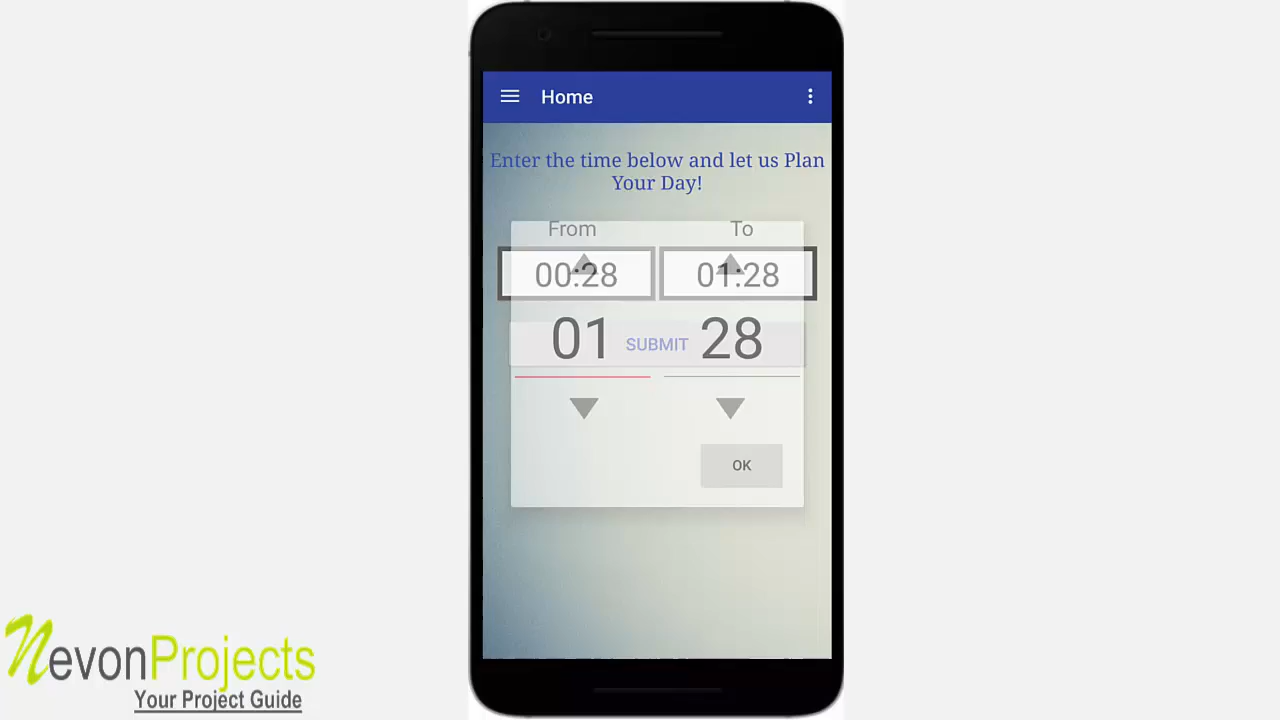 Home
Enter the time below and let us Plan
Your Day!
From To
00:28 01:28
01 SUBMIT 28
OK
NevonProjects
Your Project Guide